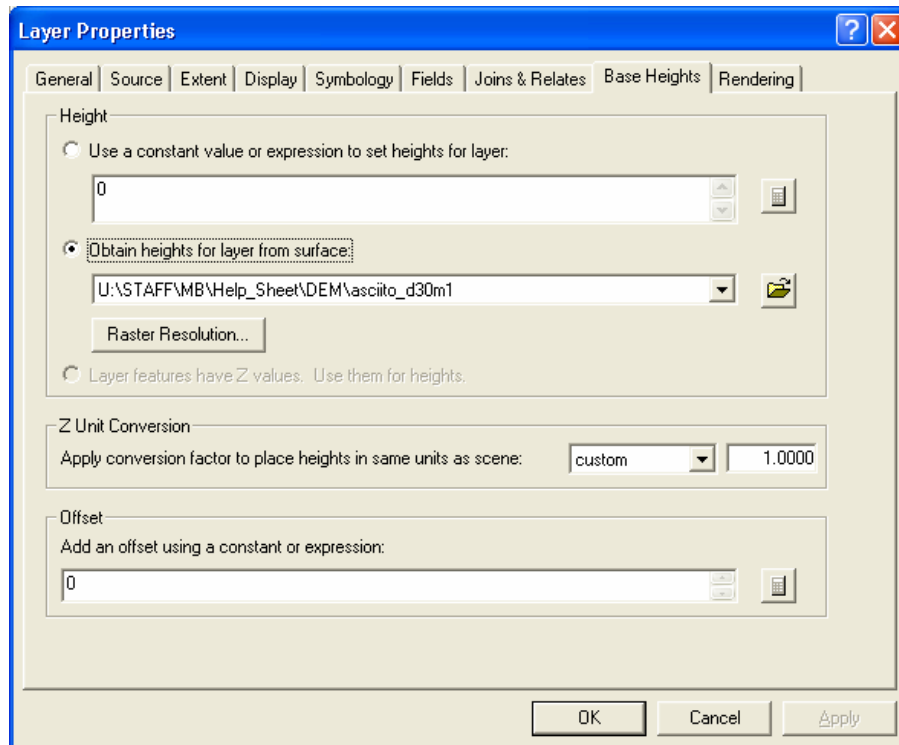 Layer Properties
General Source Extent Display Symbology Fields Joins & Relates Base Heights Rendering
Height
Use a constant value or expression to set heights for layer:
0
Obtain heights for layer from surface:
U:\STAFF\MB\Help_Sheet\DEM\asciito_d30m1
Raster Resolution...
Layer features have Z values. Use them for heights.
Z Unit Conversion
Apply conversion factor to place heights in same units as scene: custom 1.0000
Offset
Add an offset using a constant or expression:
0
OK Cancel Apply